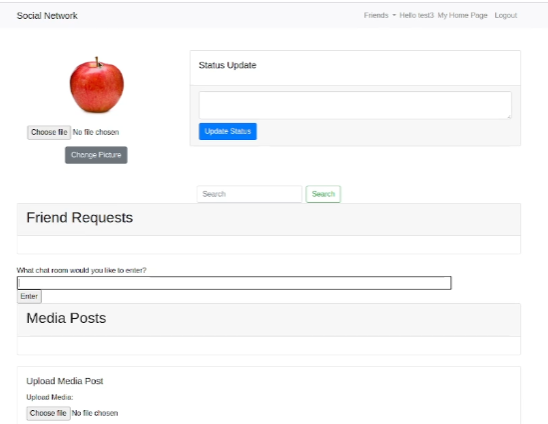 Social Network
Friends Hello test3 My Home Page Logout
Status Update
Choose file No file chosen
Update Status
Change Picture
Search Search
Friend Requests
What chat room would you like to enter?
Enter
Media Posts
Upload Media Post
Upload Media:
Choose file No file chosen